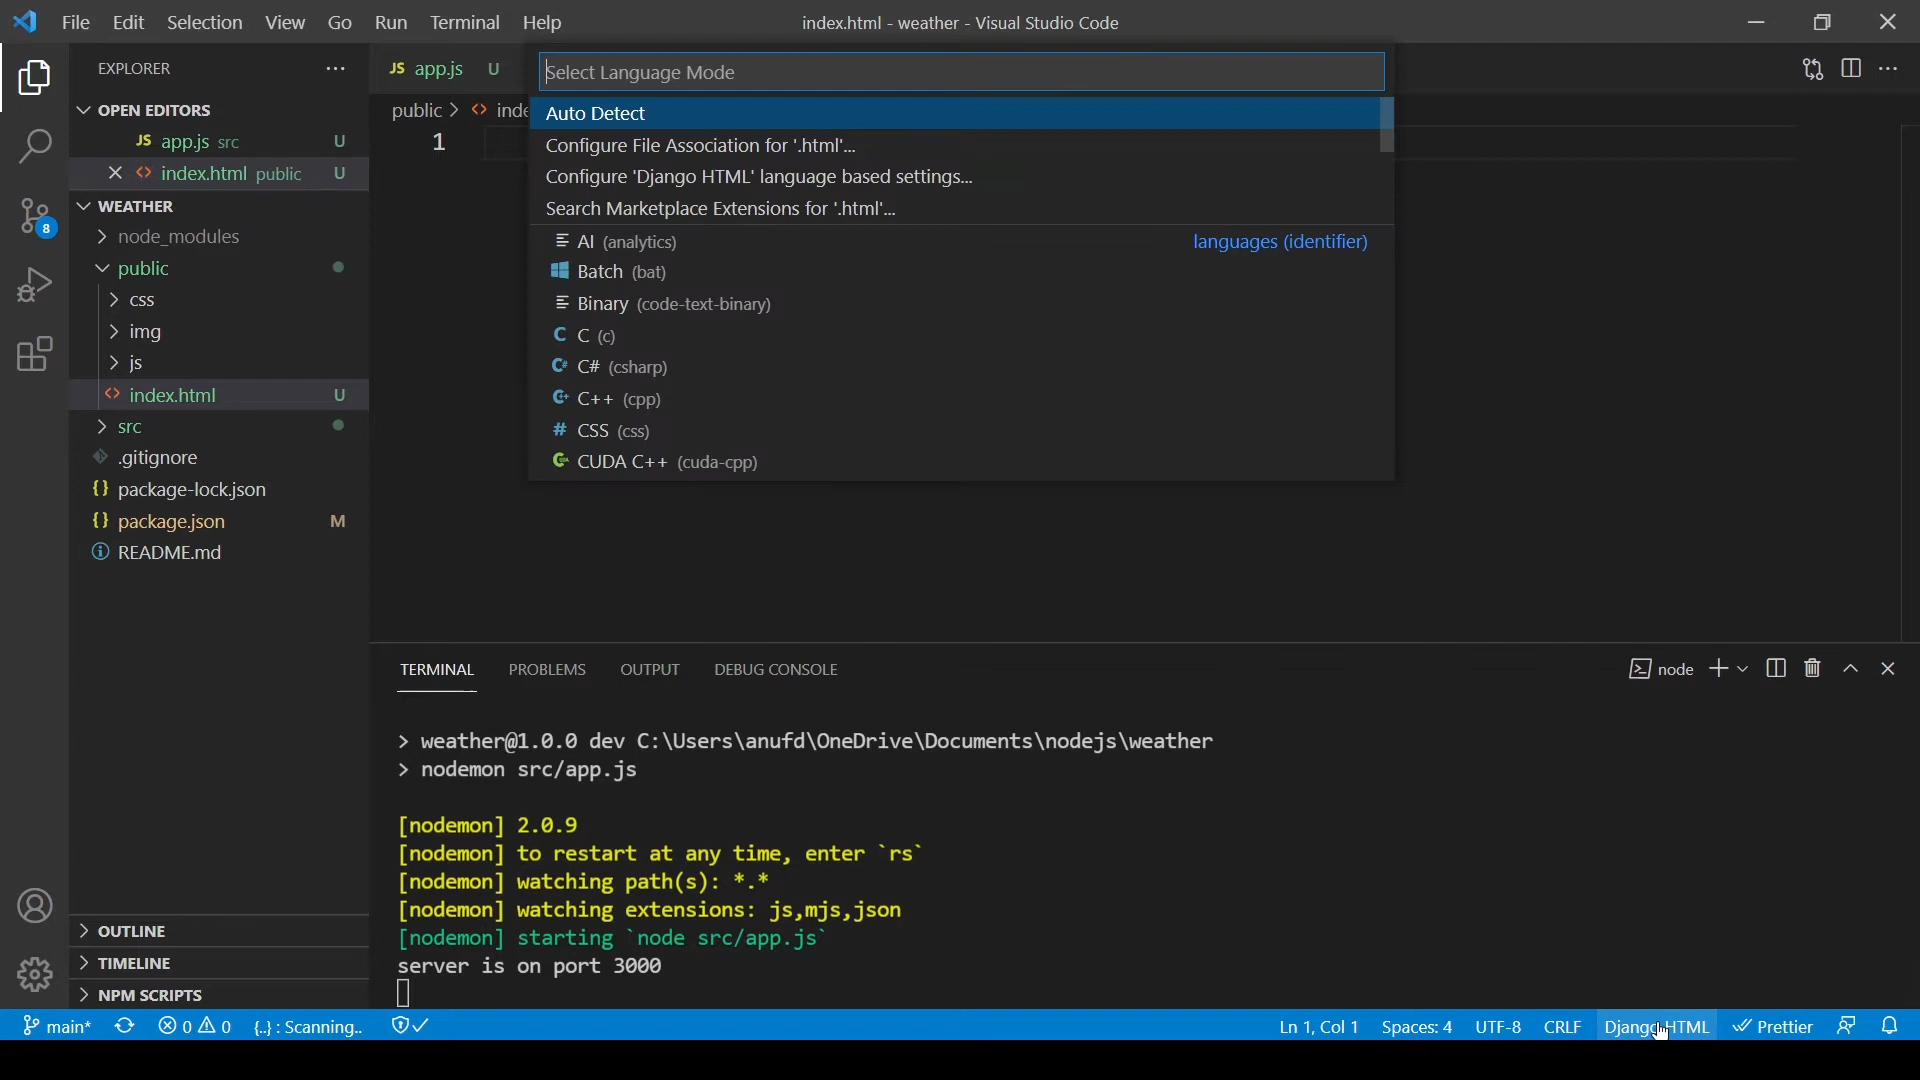 File Edit Selection View Go Run Terminal Help
index.html - weather - Visual Studio Code
EXPLORER
OPEN EDITORS
JS app.js src U
index.html public U
WEATHER
node_modules
public
css
img
js
index.html U
src
.gitignore
package-lock.json
package.json M
README.md
OUTLINE
TIMELINE
NPM SCRIPTS
8
JS app.js U
public > <> inde
1
Select Language Mode
Auto Detect
Configure File Association for '.html'...
Configure 'Django HTML' language based settings...
Search Marketplace Extensions for '.html'...
AI (analytics) languages (identifier)
Batch (bat)
Binary (code-text-binary)
C C (c)
C# (csharp)
C++ (cpp)
# CSS (css)
CUDA C++ (cuda-cpp)
TERMINAL PROBLEMS OUTPUT DEBUG CONSOLE
node
> weather@1.0.0 dev C:\Users\anufd\OneDrive\Documents\nodejs\weather
> nodemon src/app.js
[nodemon] 2.0.9
[nodemon] to restart at any time, enter `rs`
[nodemon] watching path(s): *.*
[nodemon] watching extensions: js,mjs,json
[nodemon] starting `node src/app.js`
server is on port 3000
main* 0 0 {..} : Scanning.. Ln 1, Col 1 Spaces: 4 UTF-8 CRLF Django HTML Prettier